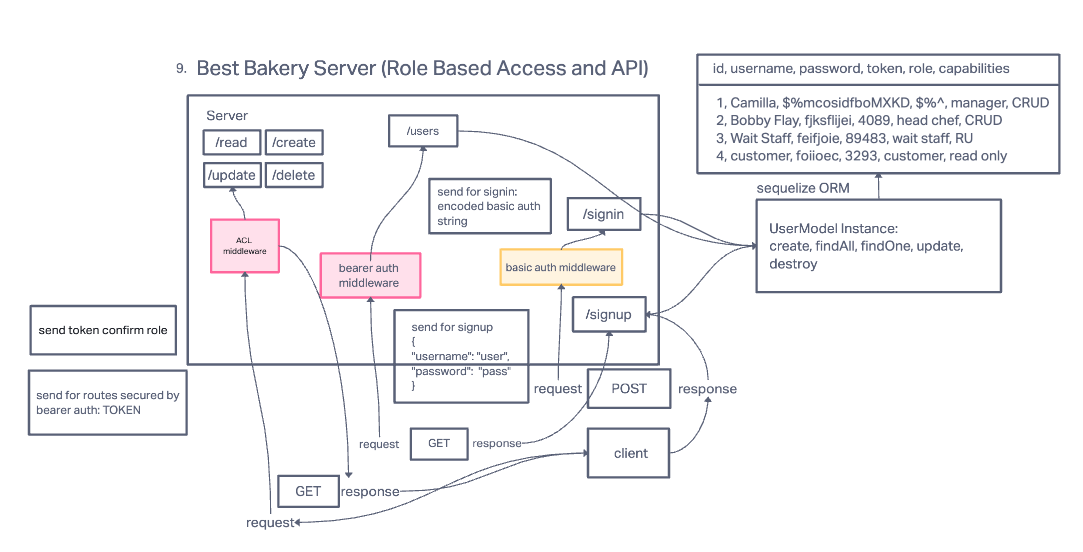 9. Best Bakery Server (Role Based Access and API)
id, username, password, token, role, capabilities
1, Camilla, $%mcosidfboMXKD, $%^, manager, CRUD
2, Bobby Flay, fjksflijei, 4089, head chef, CRUD
3, Wait Staff, feifjoie, 89483, wait staff, RU
4, customer, foiioec, 3293, customer, read only
sequelize ORM
UserModel Instance:
create, findAll, findOne, update,
destroy
Server
/read
/create
/update
/delete
/users
send for signin:
encoded basic auth
string
/signin
ACL
middleware
bearer auth
middleware
basic auth middleware
/signup
send token confirm role
send for routes secured by
bearer auth: TOKEN
send for signup
{
"username": "user",
"password": "pass"
}
request
POST
response
request
GET
response
client
GET
response
request